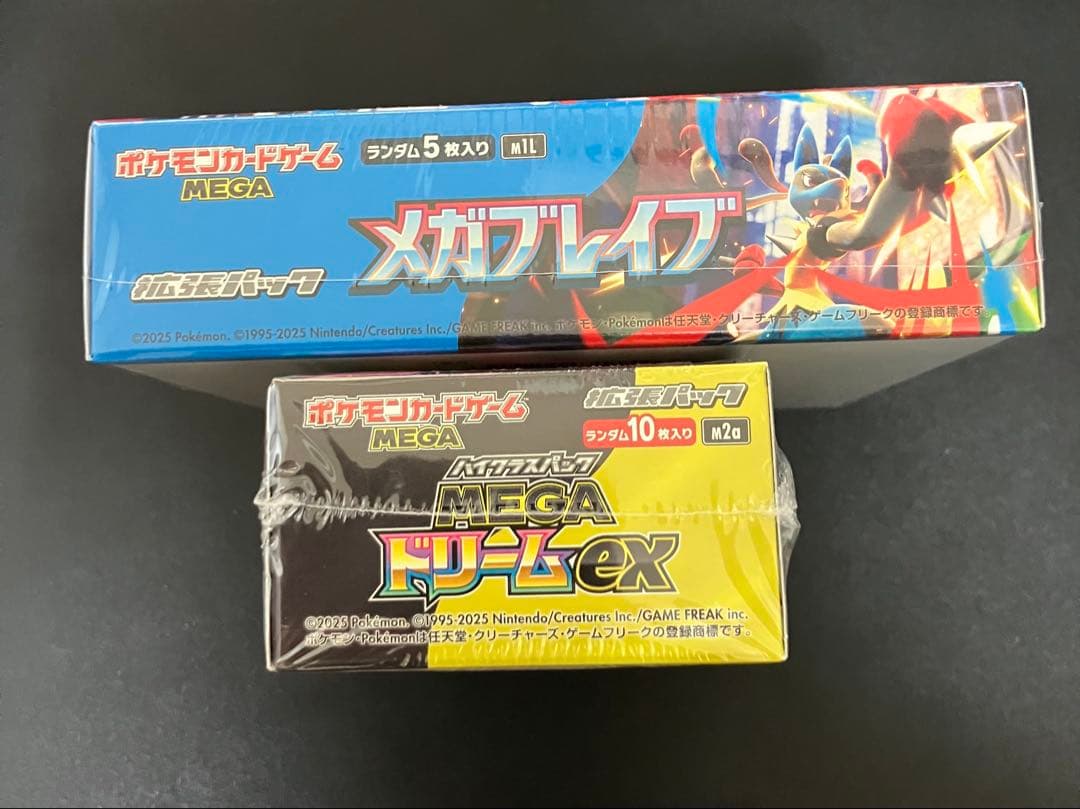 ポケモンカードゲーム
MEGA
ランダム5枚入り M1L
メガブレイブ
拡張パック
©2025 Pokémon. ©1995-2025 Nintendo/Creatures Inc./GAME FREAK inc. ポケモン・Pokémonは任天堂・クリーチャーズ・ゲームフリークの登録商標です。
ポケモンカードゲーム
MEGA
拡張パック
ランダム10枚入り M2a
ハイクラスパック
MEGA
ドリームex
©2025 Pokémon. ©1995-2025 Nintendo/Creatures Inc./GAME FREAK inc.
ポケモン・Pokémonは任天堂・クリーチャーズ・ゲームフリークの登録商標です。